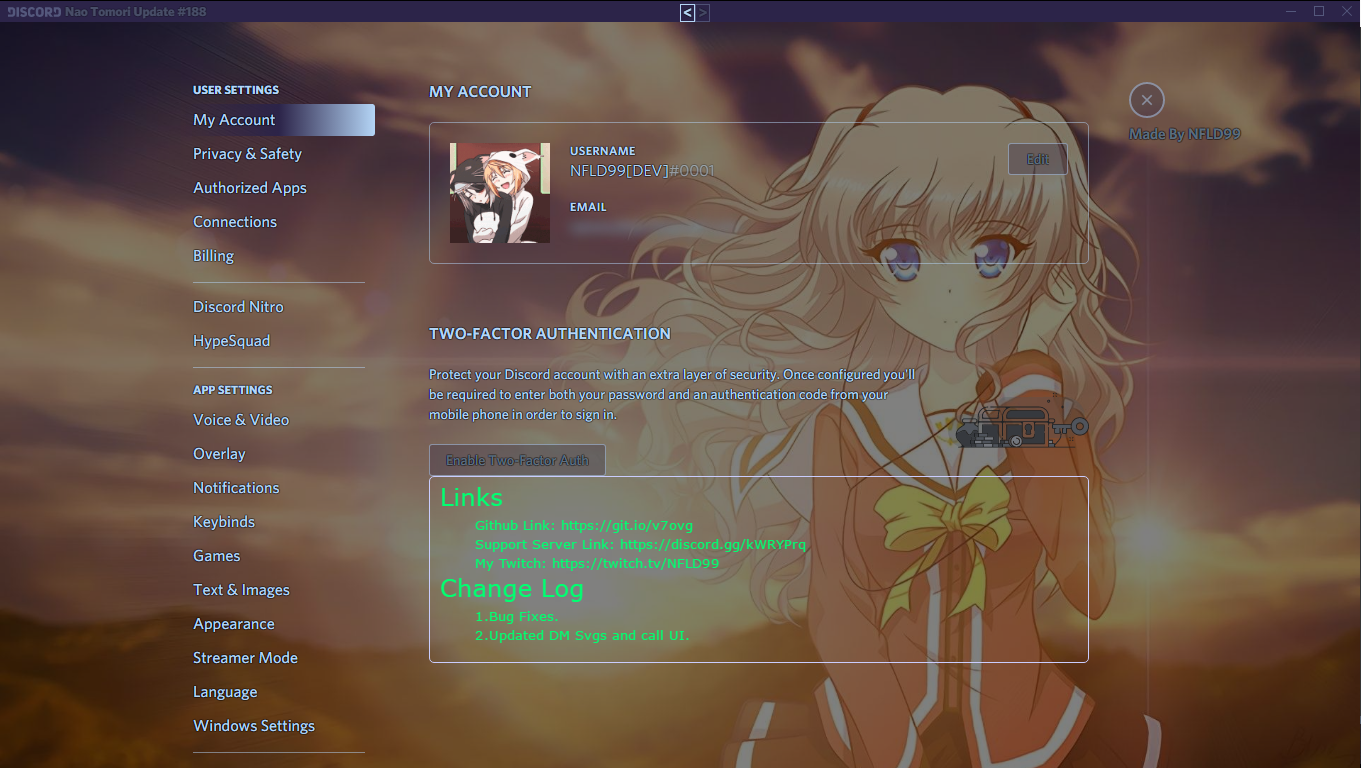 DISCORD Nao Tomori Update #188
< >
USER SETTINGS
My Account
Privacy & Safety
Authorized Apps
Connections
Billing
Discord Nitro
HypeSquad
APP SETTINGS
Voice & Video
Overlay
Notifications
Keybinds
Games
Text & Images
Appearance
Streamer Mode
Language
Windows Settings
MY ACCOUNT
USERNAME
NFLD99[DEV]#0001
Edit
EMAIL
Made By NFLD99
TWO-FACTOR AUTHENTICATION
Protect your Discord account with an extra layer of security. Once configured you'll
be required to enter both your password and an authentication code from your
mobile phone in order to sign in.
Enable Two-Factor Auth
Links
Github Link: https://git.io/v7ovg
Support Server Link: https://discord.gg/kWRYPrq
My Twitch: https://twitch.tv/NFLD99
Change Log
1.Bug Fixes.
2.Updated DM Svgs and call UI.